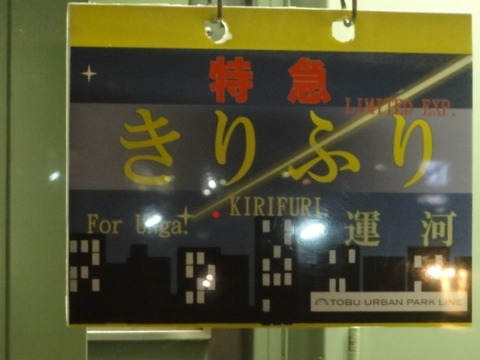 特急
LIMITED EXP.
きりふり
KIRIFURI
For Unga.
運河
TOBU URBAN PARK LINE